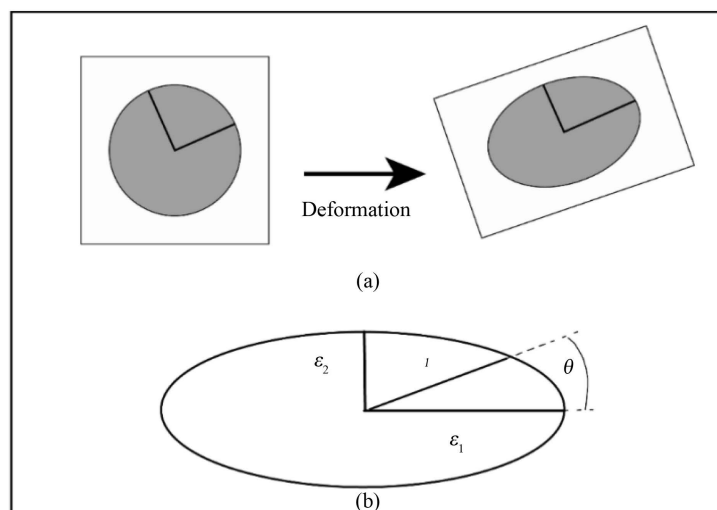 Deformation
(a)
ε₂
l
θ
ε₁
(b)